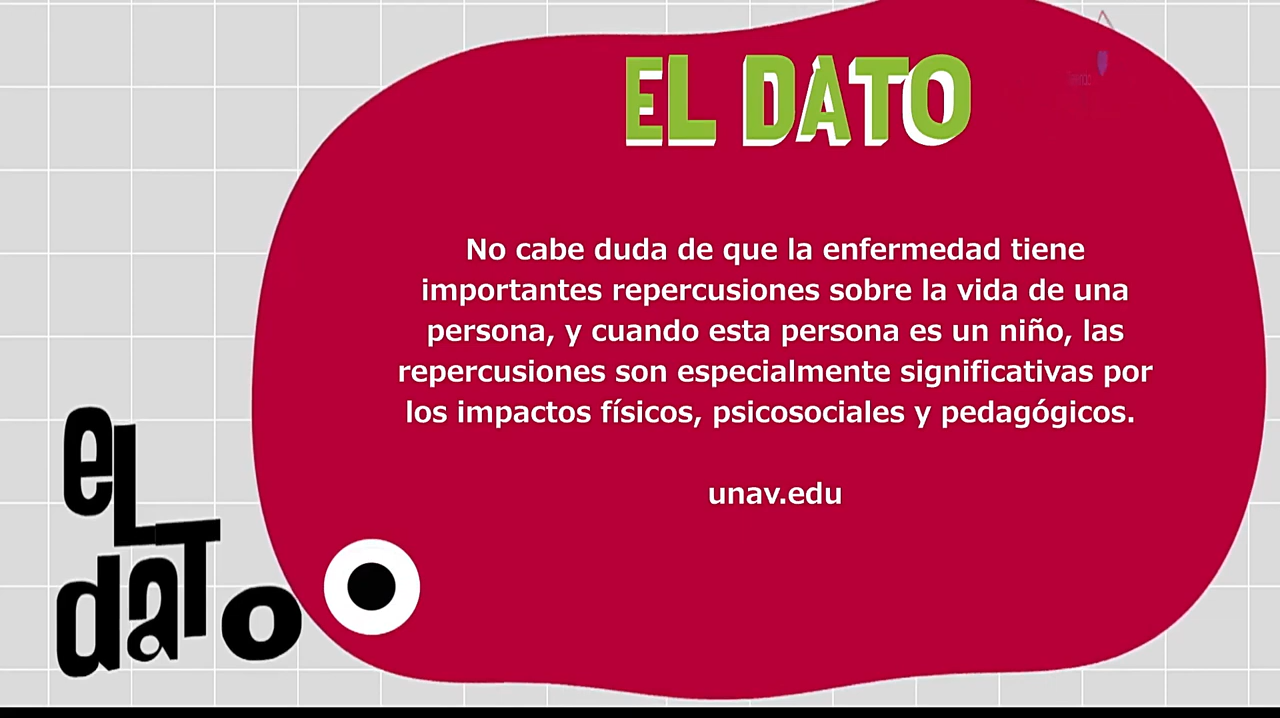 EL DATO
No cabe duda de que la enfermedad tiene
importantes repercusiones sobre la vida de una
persona, y cuando esta persona es un niño, las
repercusiones son especialmente significativas por
los impactos físicos, psicosociales y pedagógicos.
unav.edu
eL
daTo